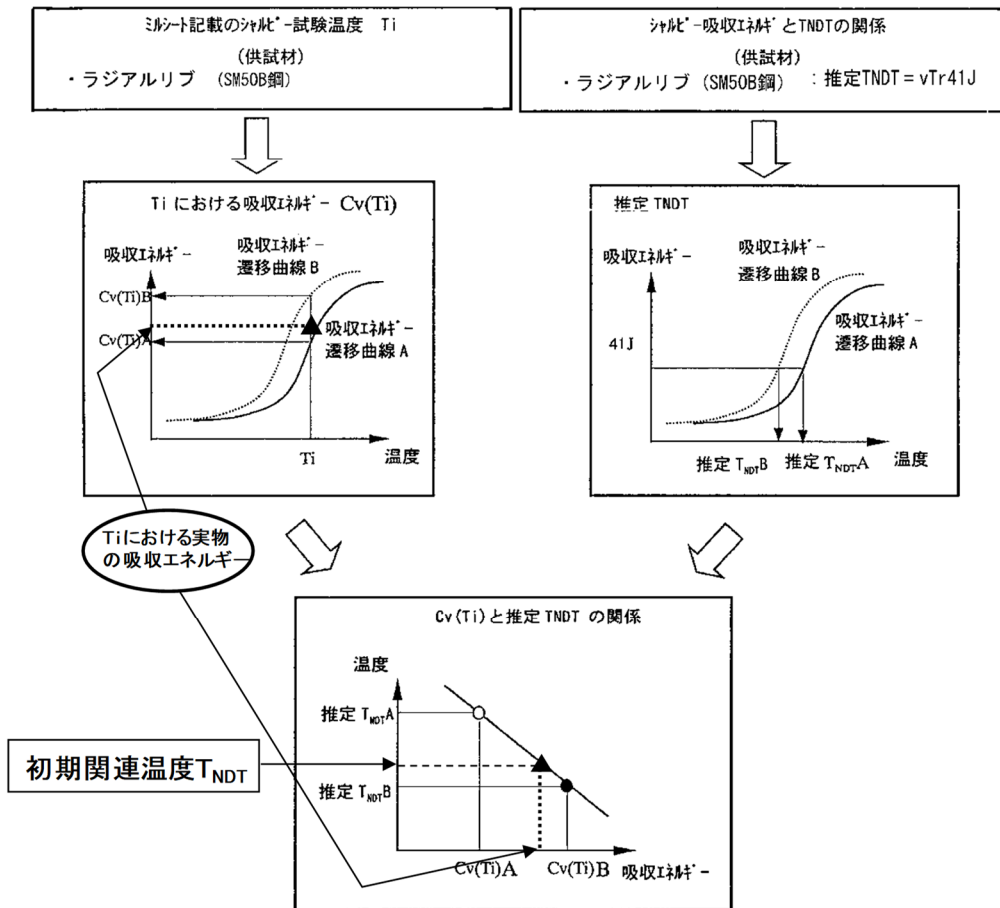 ミルシート記載のシャルピー試験温度 Ti
(供試材)
・ラジアルリブ (SM50B鋼)
シャルピー吸収エネルギとTNDTの関係
(供試材)
・ラジアルリブ (SM50B鋼) :推定TNDT=vTr41J
Tiにおける吸収エネルギー Cv(Ti)
吸収エネルギー
吸収エネルギー
遷移曲線B
Cv(Ti)B
Cv(Ti)A
吸収エネルギー
遷移曲線A
Ti
温度
推定 TNDT
吸収エネルギー
吸収エネルギー
遷移曲線B
吸収エネルギー
遷移曲線A
41J
推定 TNDTB
推定 TNDTA
温度
Tiにおける実物
の吸収エネルギー
Cv(Ti)と推定TNDT の関係
温度
推定 TNDTA
初期関連温度TNDT
推定 TNDTB
Cv(Ti)A
Cv(Ti)B
吸収エネルギー